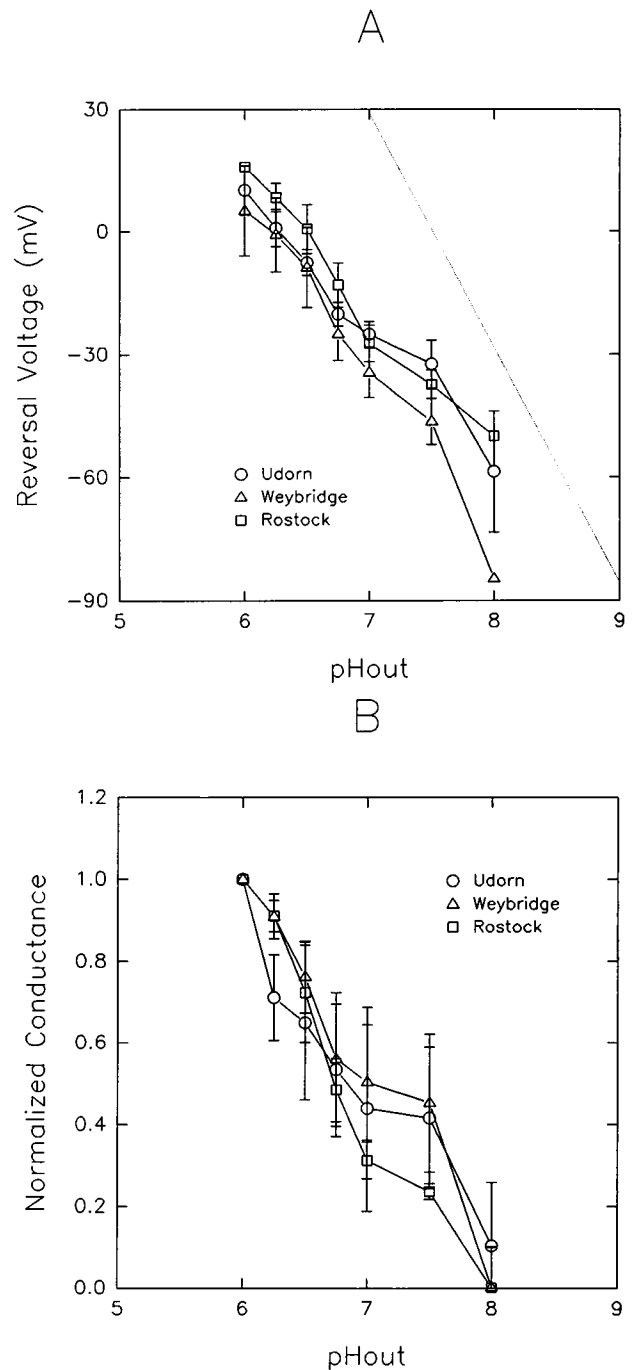 A
30
0
−30
−60
−90
Reversal Voltage (mV)
Udorn
Weybridge
Rostock
5 6 7 8 9
pHout
B
1.2
1.0
0.8
0.6
0.4
0.2
0.0
Normalized Conductance
Udorn
Weybridge
Rostock
5 6 7 8 9
pHout